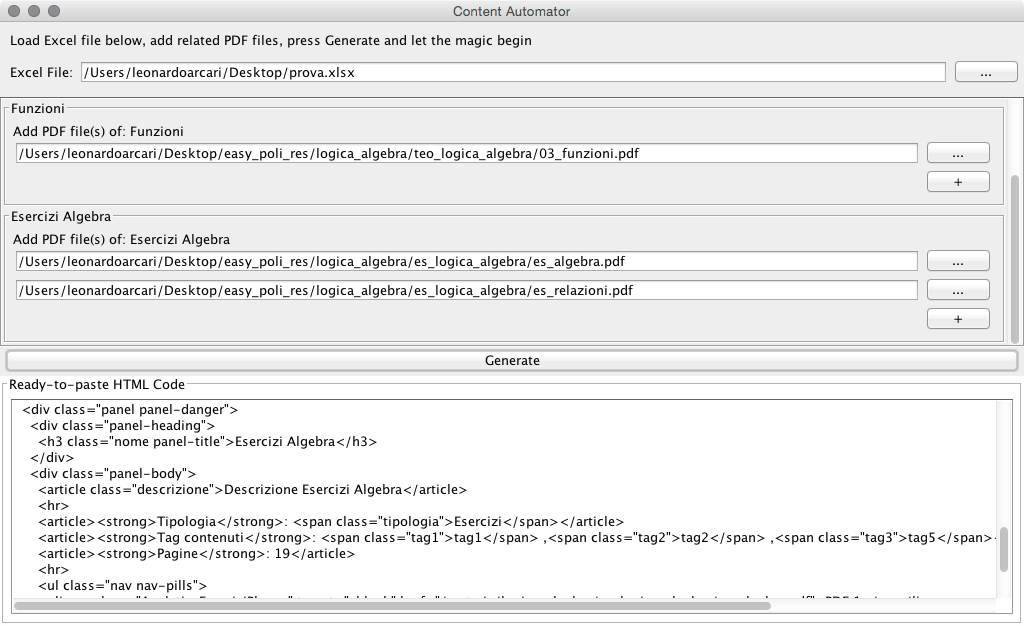 Content Automator
Load Excel file below, add related PDF files, press Generate and let the magic begin
Excel File: /Users/leonardoarcari/Desktop/prova.xlsx ...
Funzioni
Add PDF file(s) of: Funzioni
/Users/leonardoarcari/Desktop/easy_poli_res/logica_algebra/teo_logica_algebra/03_funzioni.pdf ...
+
Esercizi Algebra
Add PDF file(s) of: Esercizi Algebra
/Users/leonardoarcari/Desktop/easy_poli_res/logica_algebra/es_logica_algebra/es_algebra.pdf ...
/Users/leonardoarcari/Desktop/easy_poli_res/logica_algebra/es_logica_algebra/es_relazioni.pdf ...
+
Generate
Ready-to-paste HTML Code
<div class="panel panel-danger">
<div class="panel-heading">
<h3 class="nome panel-title">Esercizi Algebra</h3>
</div>
<div class="panel-body">
<article class="descrizione">Descrizione Esercizi Algebra</article>
<hr>
<article><strong>Tipologia</strong>: <span class="tipologia">Esercizi</span></article>
<article><strong>Tag contenuti</strong>: <span class="tag1">tag1</span> ,<span class="tag2">tag2</span> ,<span class="tag3">tag5</span>
<article><strong>Pagine</strong>: 19</article>
<hr>
<ul class="nav nav-pills">